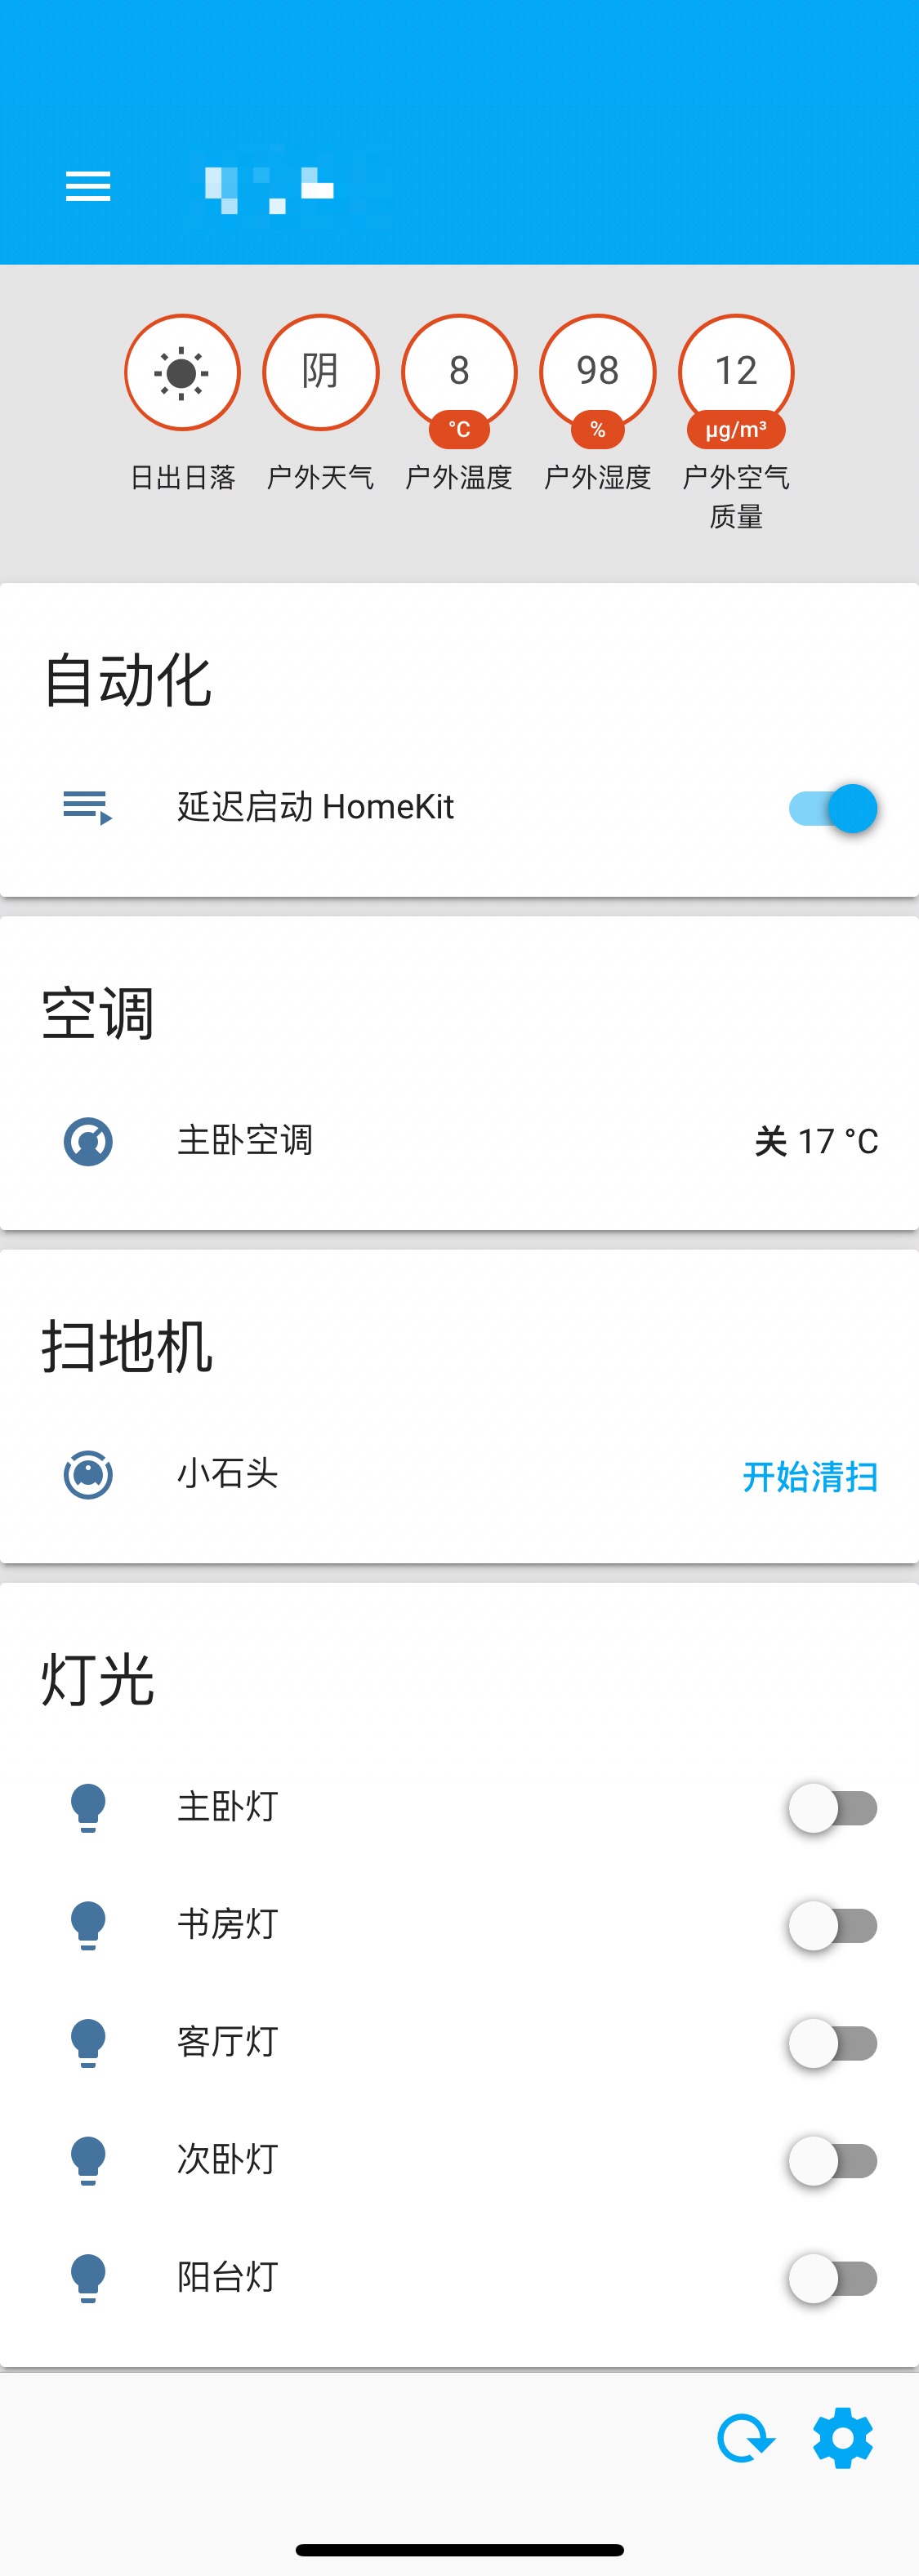 阴
8
98
12
°C
%
µg/m³
日出日落
户外天气
户外温度
户外湿度
户外空气
质量
自动化
延迟启动 HomeKit
空调
主卧空调
关 17 °C
扫地机
小石头
开始清扫
灯光
主卧灯
书房灯
客厅灯
次卧灯
阳台灯